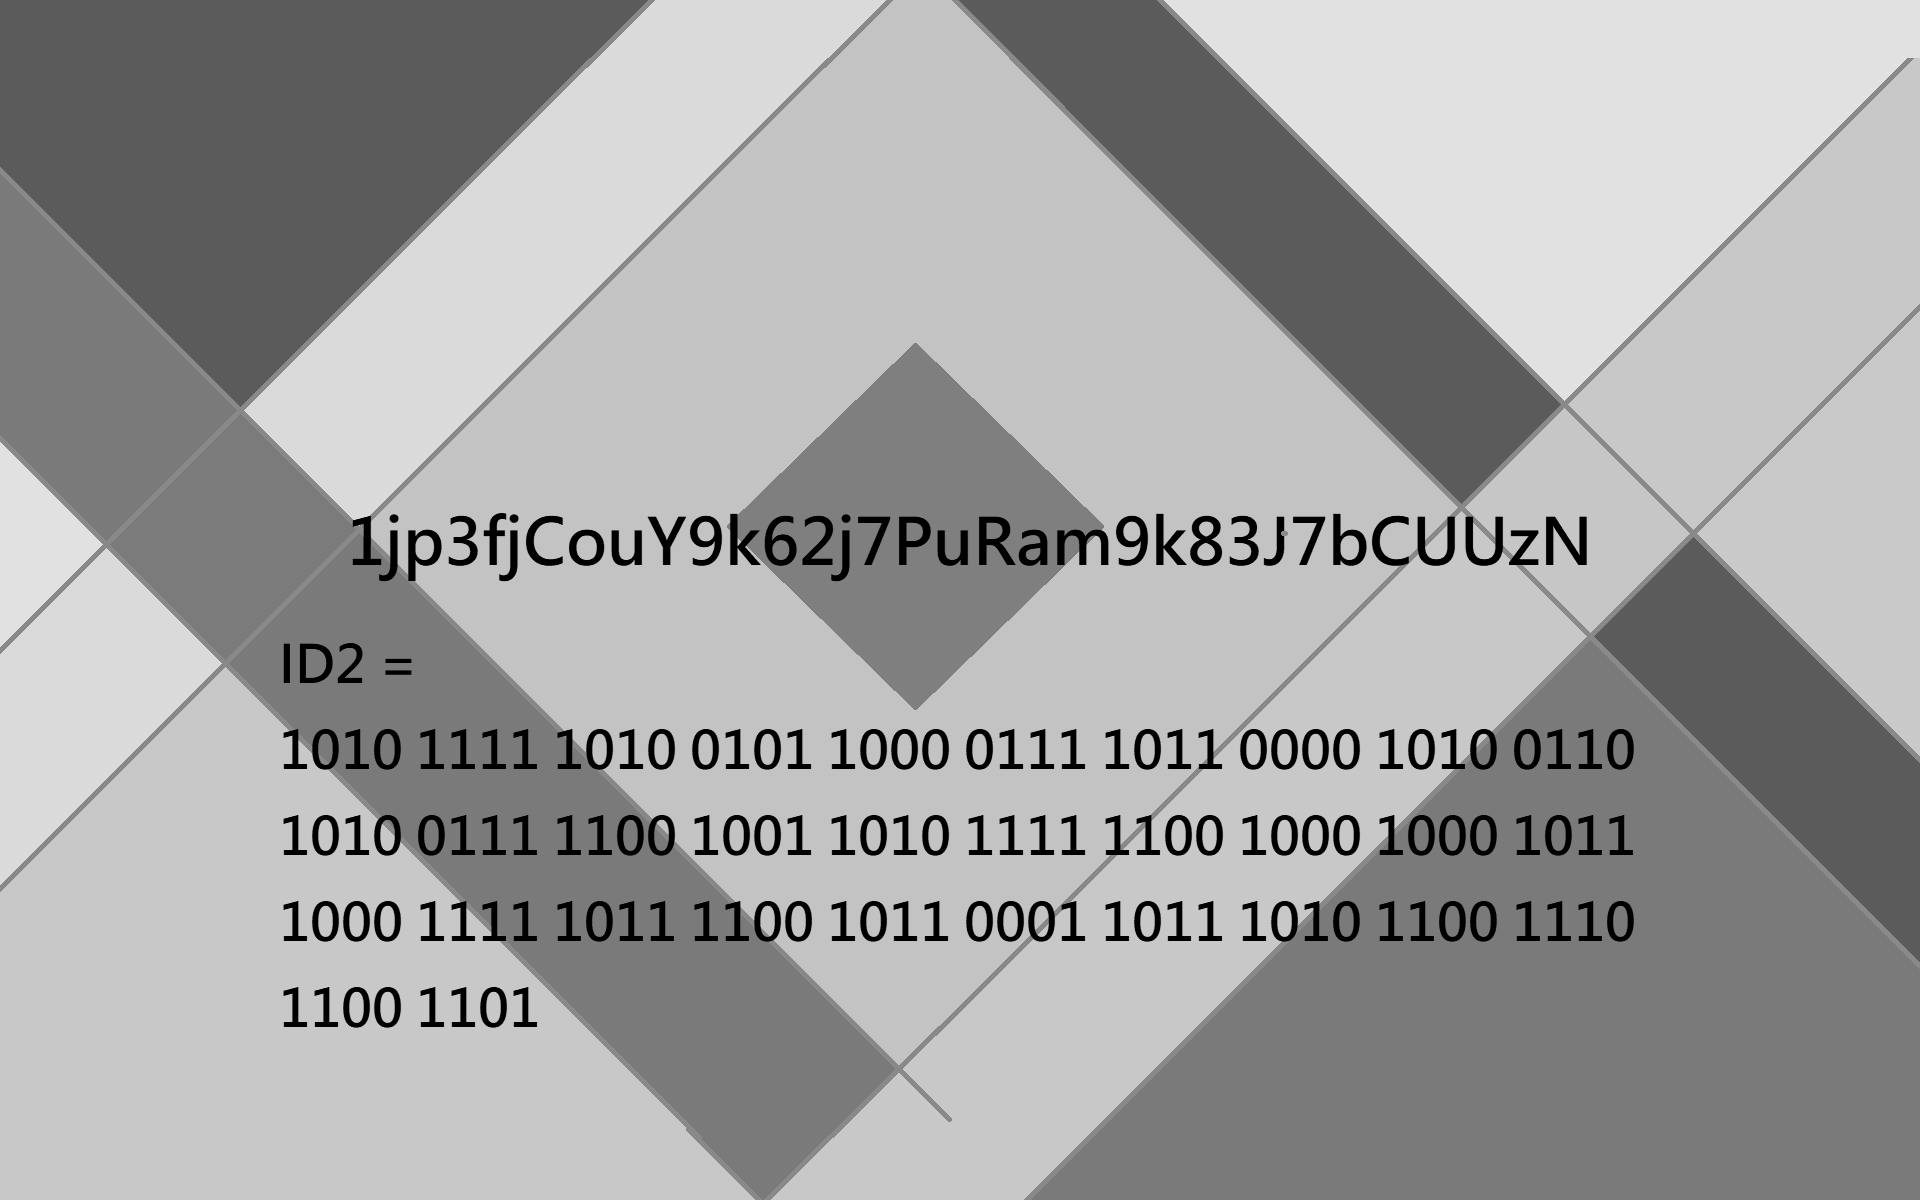 1jp3fjCouY9k62j7PuRam9k83J7bCUUzN
ID2 =
1010 1111 1010 0101 1000 0111 1011 0000 1010 0110
1010 0111 1100 1001 1010 1111 1100 1000 1000 1011
1000 1111 1011 1100 1011 0001 1011 1010 1100 1110
1100 1101